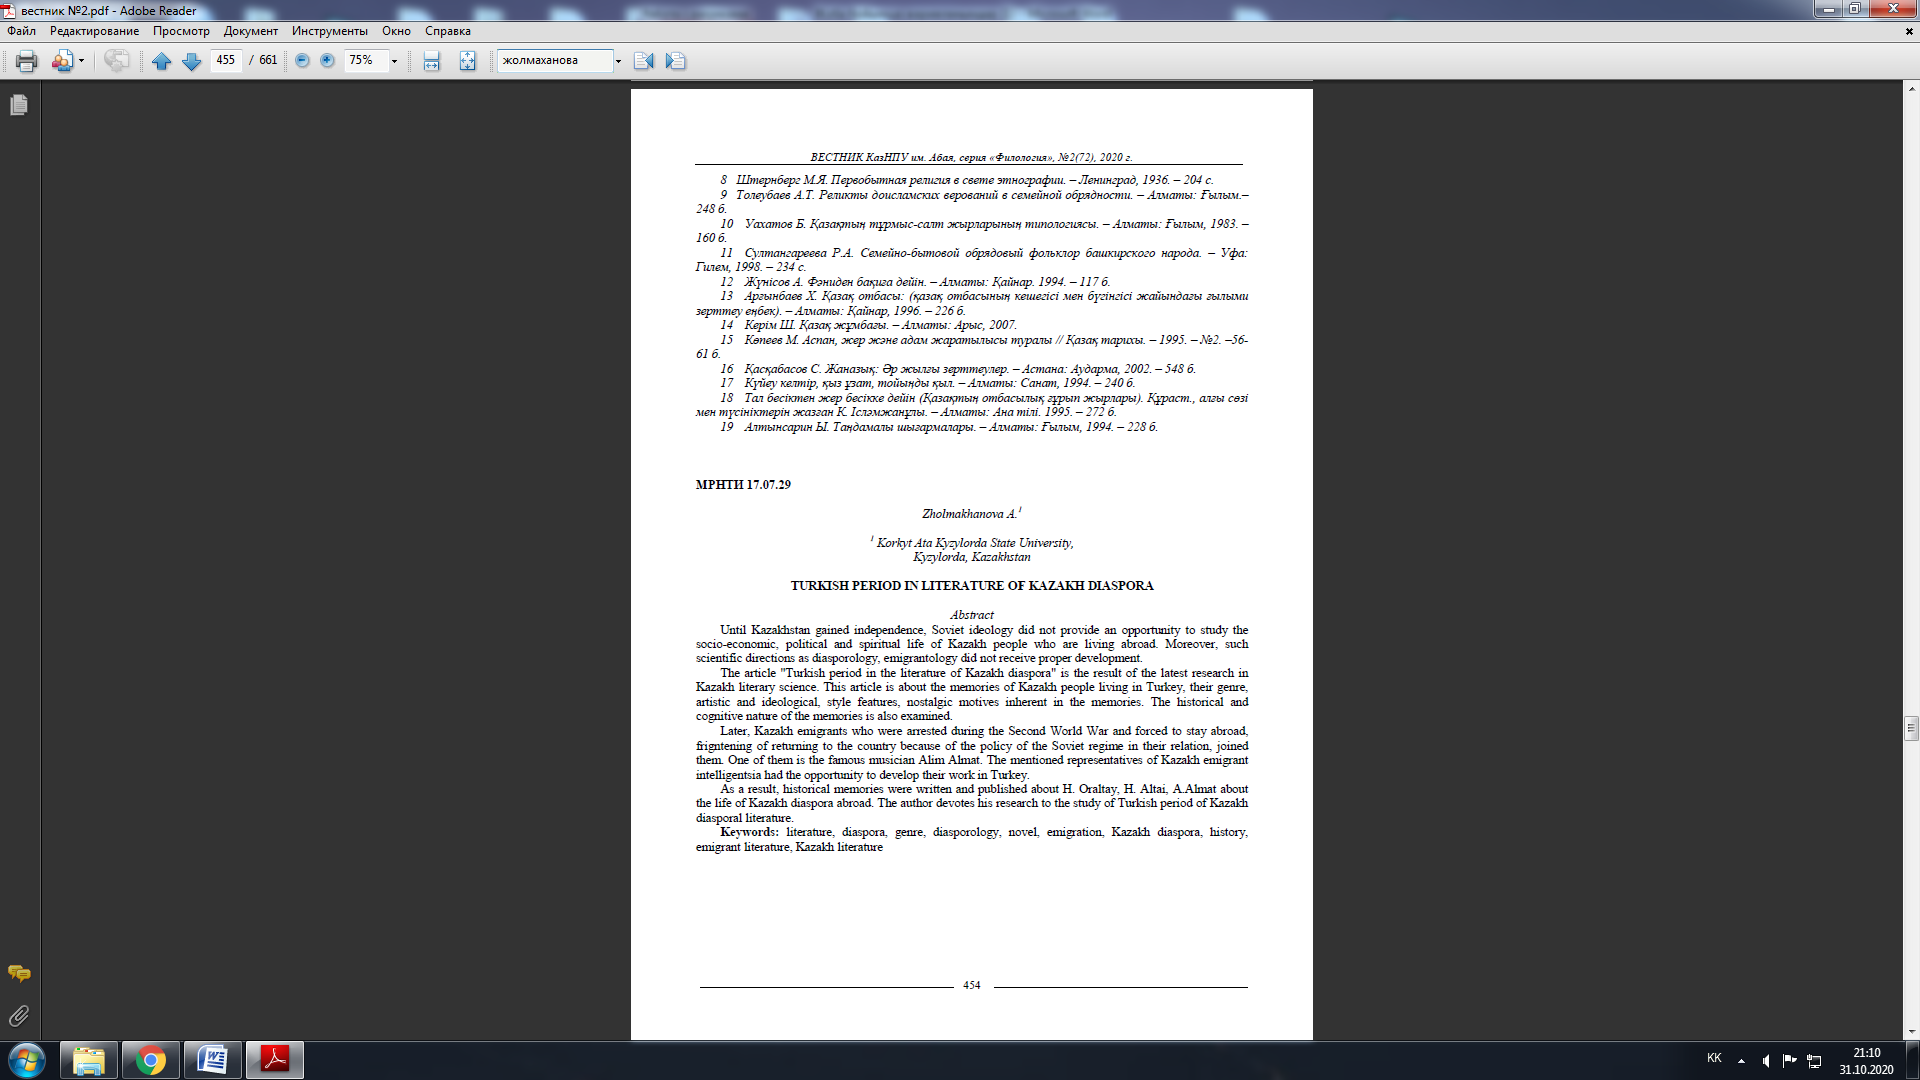 вестник №2.pdf - Adobe Reader
Файл Редактирование Просмотр Документ Инструменты Окно Справка
455 / 661 75% жолмаханова
ВЕСТНИК КазНПУ им. Абая, серия «Филология», №2(72), 2020 г.
8 Штернберг М.Я. Первобытная религия в свете этнографии. – Ленинград, 1936. – 204 с.
9 Толеубаев А.Т. Реликты доисламских верований в семейной обрядности. – Алматы: Ғылым.–
248 б.
10 Уахатов Б. Қазақтың тұрмыс-салт жырларының типологиясы. – Алматы: Ғылым, 1983. –
160 б.
11 Султангареева Р.А. Семейно-бытовой обрядовый фольклор башкирского народа. – Уфа:
Гилем, 1998. – 234 с.
12 Жүнісов А. Фәниден бақиға дейін. – Алматы: Қайнар. 1994. – 117 б.
13 Арғынбаев Х. Қазақ отбасы: (қазақ отбасының кешегісі мен бүгінгісі жайындағы ғылыми
зерттеу еңбек). – Алматы: Қайнар, 1996. – 226 б.
14 Керім Ш. Қазақ жұмбағы. – Алматы: Арыс, 2007.
15 Көпеев М. Аспан, жер және адам жаратылысы туралы // Қазақ тарихы. – 1995. – №2. –56-
61 б.
16 Қасқабасов С. Жаназық: Әр жылғы зерттеулер. – Астана: Аударма, 2002. – 548 б.
17 Күйеу келтір, қыз ұзат, тойыңды қыл. – Алматы: Санат, 1994. – 240 б.
18 Тал бесіктен жер бесікке дейін (Қазақтың отбасылық ғұрып жырлары). Құраст., алғы сөзі
мен түсініктерін жазған К. Іслямжанұлы. – Алматы: Ана тілі. 1995. – 272 б.
19 Алтынсарин Ы. Таңдамалы шығармалары. – Алматы: Ғылым, 1994. – 228 б.
МРНТИ 17.07.29
Zholmakhanova A.1
1 Korkyt Ata Kyzylorda State University,
Kyzylorda, Kazakhstan
TURKISH PERIOD IN LITERATURE OF KAZAKH DIASPORA
Abstract
Until Kazakhstan gained independence, Soviet ideology did not provide an opportunity to study the
socio-economic, political and spiritual life of Kazakh people who are living abroad. Moreover, such
scientific directions as diasporology, emigrantology did not receive proper development.
The article "Turkish period in the literature of Kazakh diaspora" is the result of the latest research in
Kazakh literary science. This article is about the memories of Kazakh people living in Turkey, their genre,
artistic and ideological, style features, nostalgic motives inherent in the memories. The historical and
cognitive nature of the memories is also examined.
Later, Kazakh emigrants who were arrested during the Second World War and forced to stay abroad,
frigntening of returning to the country because of the policy of the Soviet regime in their relation, joined
them. One of them is the famous musician Alim Almat. The mentioned representatives of Kazakh emigrant
intelligentsia had the opportunity to develop their work in Turkey.
As a result, historical memories were written and published about H. Oraltay, H. Altai, A.Almat about
the life of Kazakh diaspora abroad. The author devotes his research to the study of Turkish period of Kazakh
diasporal literature.
Keywords: literature, diaspora, genre, diasporology, novel, emigration, Kazakh diaspora, history,
emigrant literature, Kazakh literature
454
KK
21:10
31.10.2020